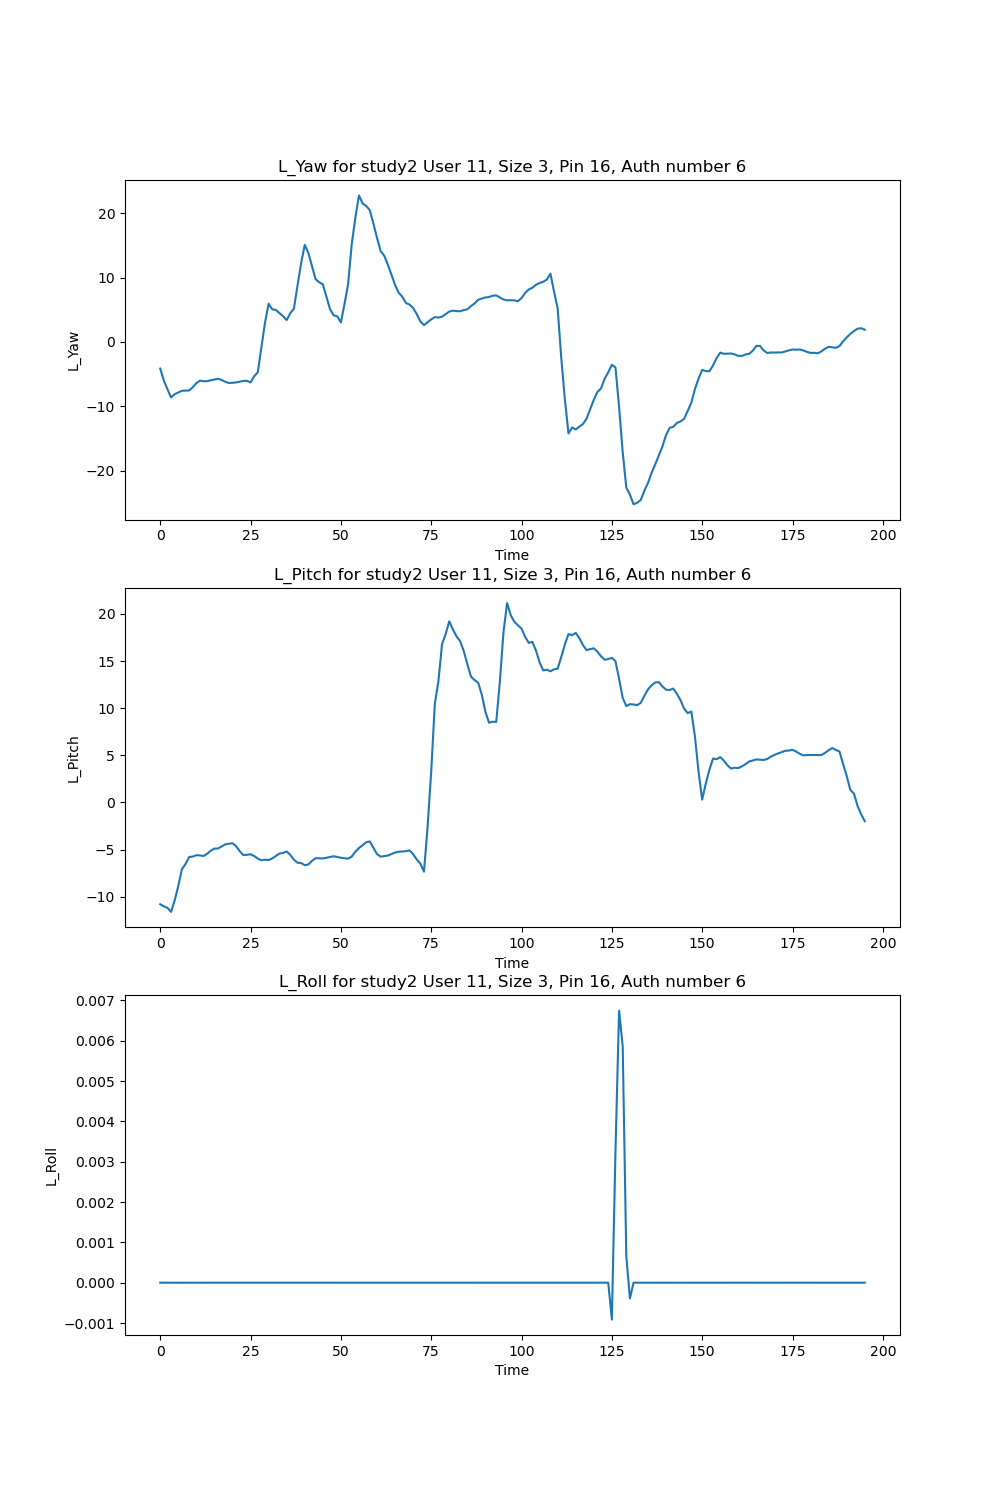 L_Yaw for study2 User 11, Size 3, Pin 16, Auth number 6
20
10
0
−10
−20
L_Yaw
0 25 50 75 100 125 150 175 200
Time
L_Pitch for study2 User 11, Size 3, Pin 16, Auth number 6
20
15
10
5
0
−5
−10
L_Pitch
0 25 50 75 100 125 150 175 200
Time
L_Roll for study2 User 11, Size 3, Pin 16, Auth number 6
0.007
0.006
0.005
0.004
0.003
0.002
0.001
0.000
−0.001
L_Roll
0 25 50 75 100 125 150 175 200
Time